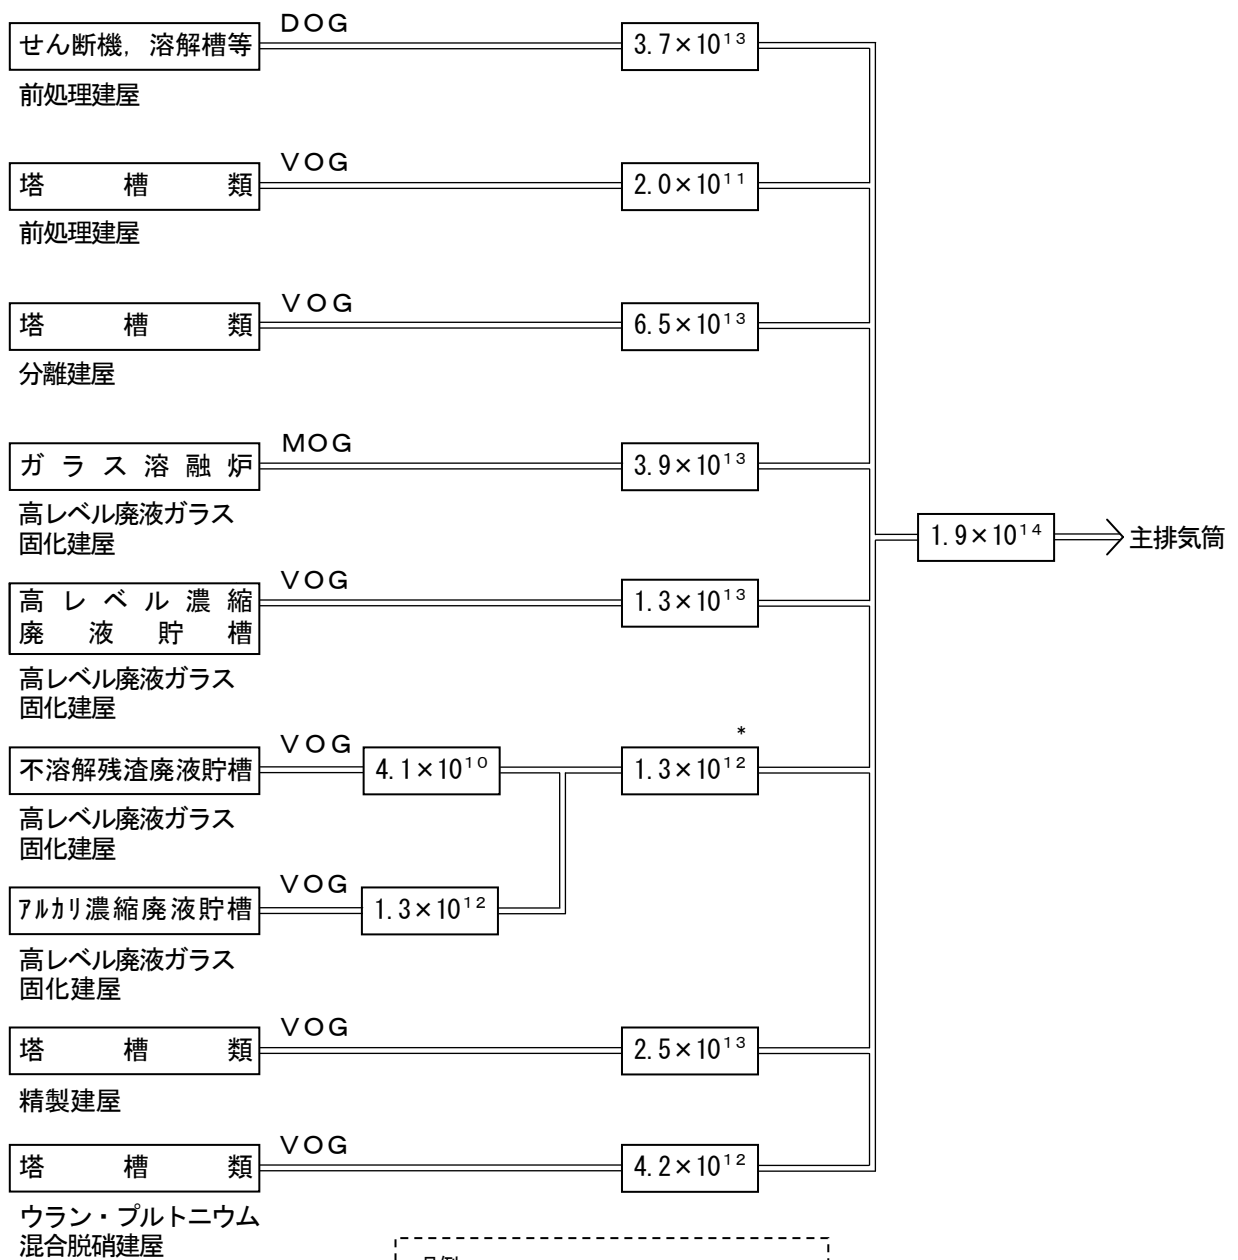 DOG
せん断機，溶解槽等
3.7×10¹³
前処理建屋
VOG
塔槽類
2.0×10¹¹
前処理建屋
VOG
塔槽類
6.5×10¹³
分離建屋
MOG
ガラス溶融炉
3.9×10¹³
高レベル廃液ガラス
固化建屋
1.9×10¹⁴
主排気筒
VOG
高レベル濃縮
廃液貯槽
1.3×10¹³
高レベル廃液ガラス
固化建屋
*
VOG
不溶解残渣廃液貯槽
4.1×10¹⁰
1.3×10¹²
高レベル廃液ガラス
固化建屋
VOG
ｱﾙｶﾘ濃縮廃液貯槽
1.3×10¹²
高レベル廃液ガラス
固化建屋
VOG
塔槽類
2.5×10¹³
精製建屋
VOG
塔槽類
4.2×10¹²
ウラン・プルトニウム
混合脱硝建屋